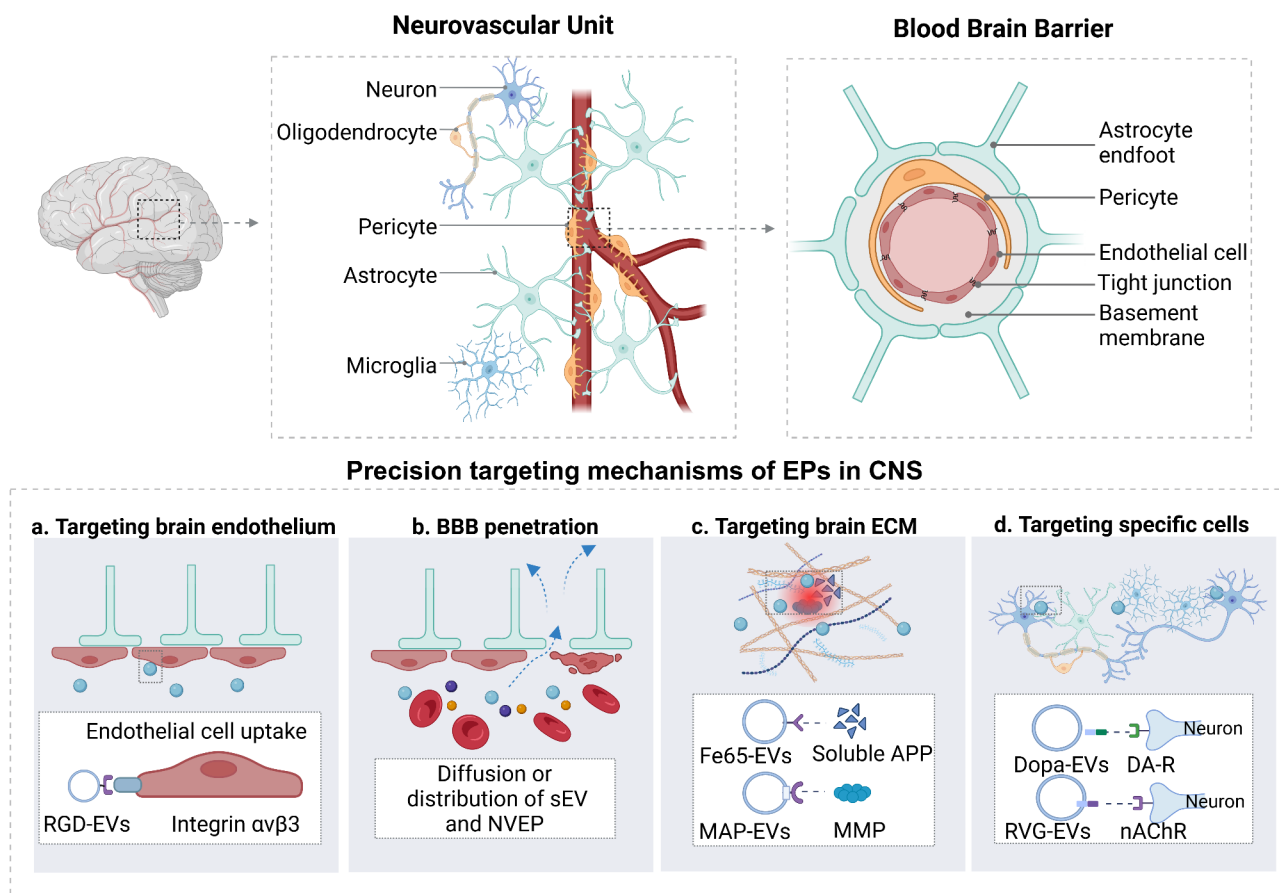 Neurovascular Unit
Neuron
Oligodendrocyte
Pericyte
Astrocyte
Microglia
Blood Brain Barrier
Astrocyte
endfoot
Pericyte
Endothelial cell
Tight junction
Basement
membrane
Precision targeting mechanisms of EPs in CNS
a. Targeting brain endothelium
Endothelial cell uptake
RGD-EVs
Integrin αvβ3
b. BBB penetration
Diffusion or
distribution of sEV
and NVEP
c. Targeting brain ECM
Fe65-EVs
Soluble APP
MAP-EVs
MMP
d. Targeting specific cells
Neuron
Dopa-EVs
DA-R
Neuron
RVG-EVs
nAChR